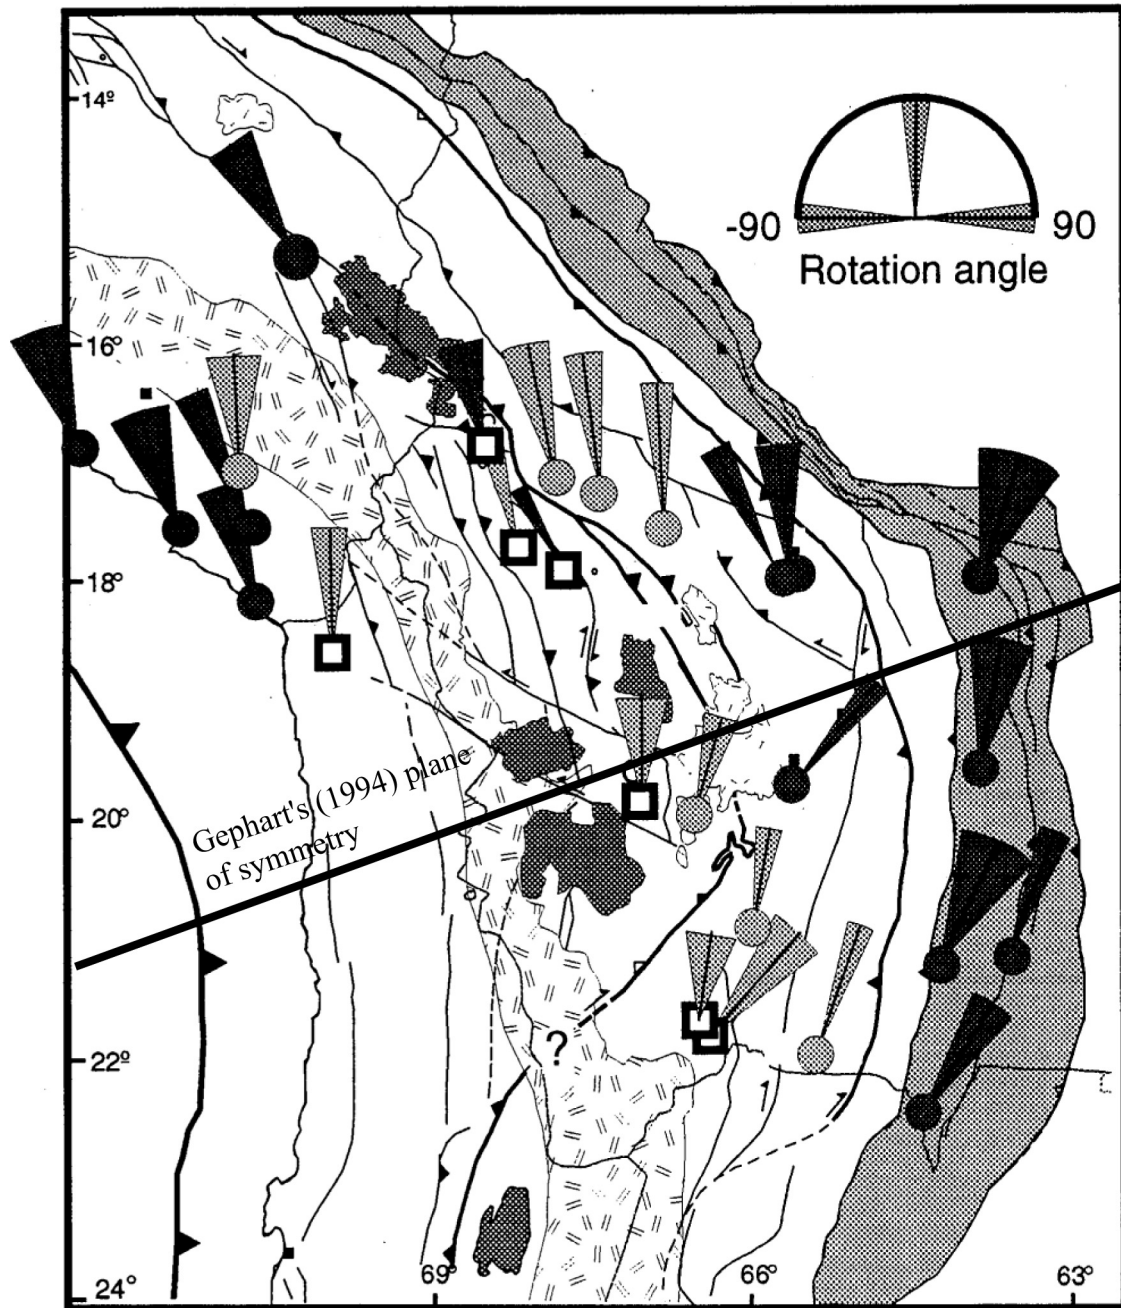 14º
-90
90
Rotation angle
16º
18º
Gephart's (1994) plane
of symmetry
20º
?
22º
24º
69º
66º
63º